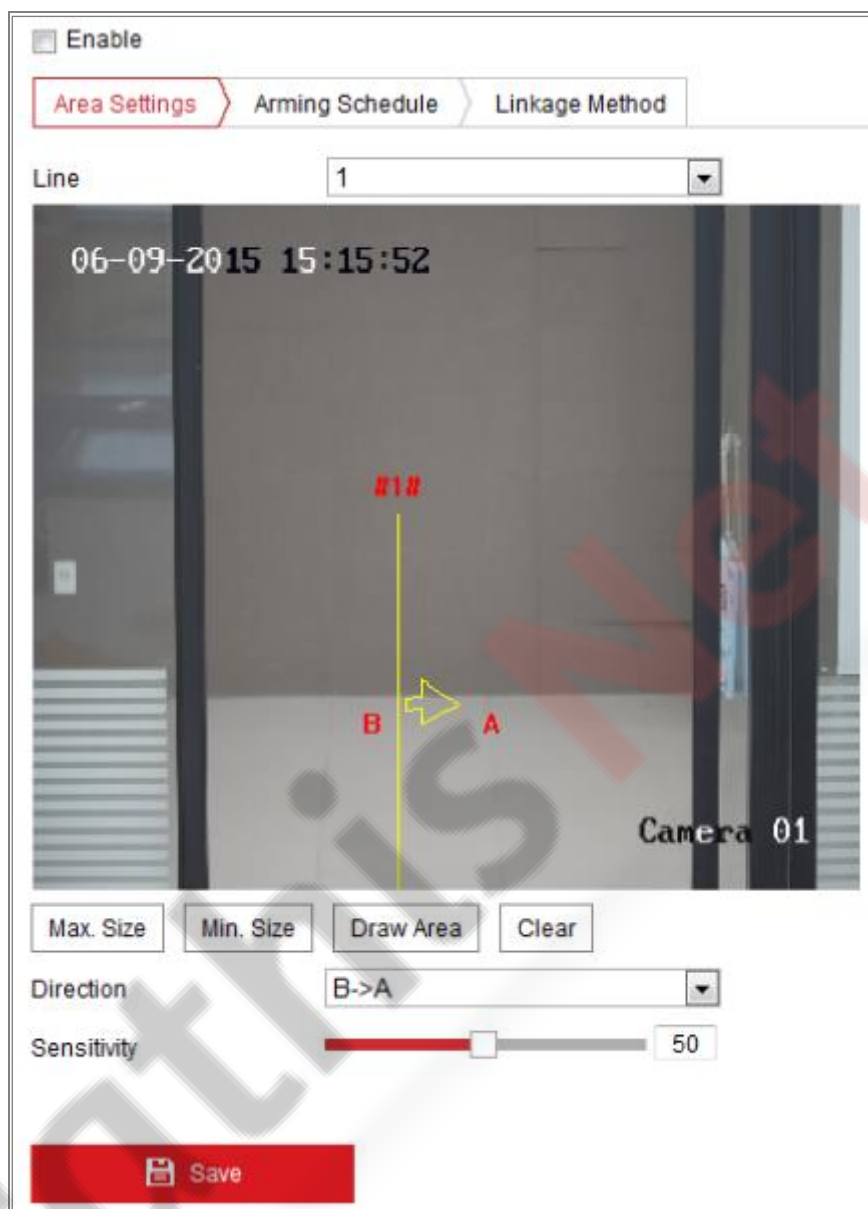 Enable
Area Settings Arming Schedule Linkage Method
Line 1
06-09-2015 15:15:52
#1#
B A
Camera 01
Max. Size Min. Size Draw Area Clear
Direction B->A
Sensitivity 50
Save